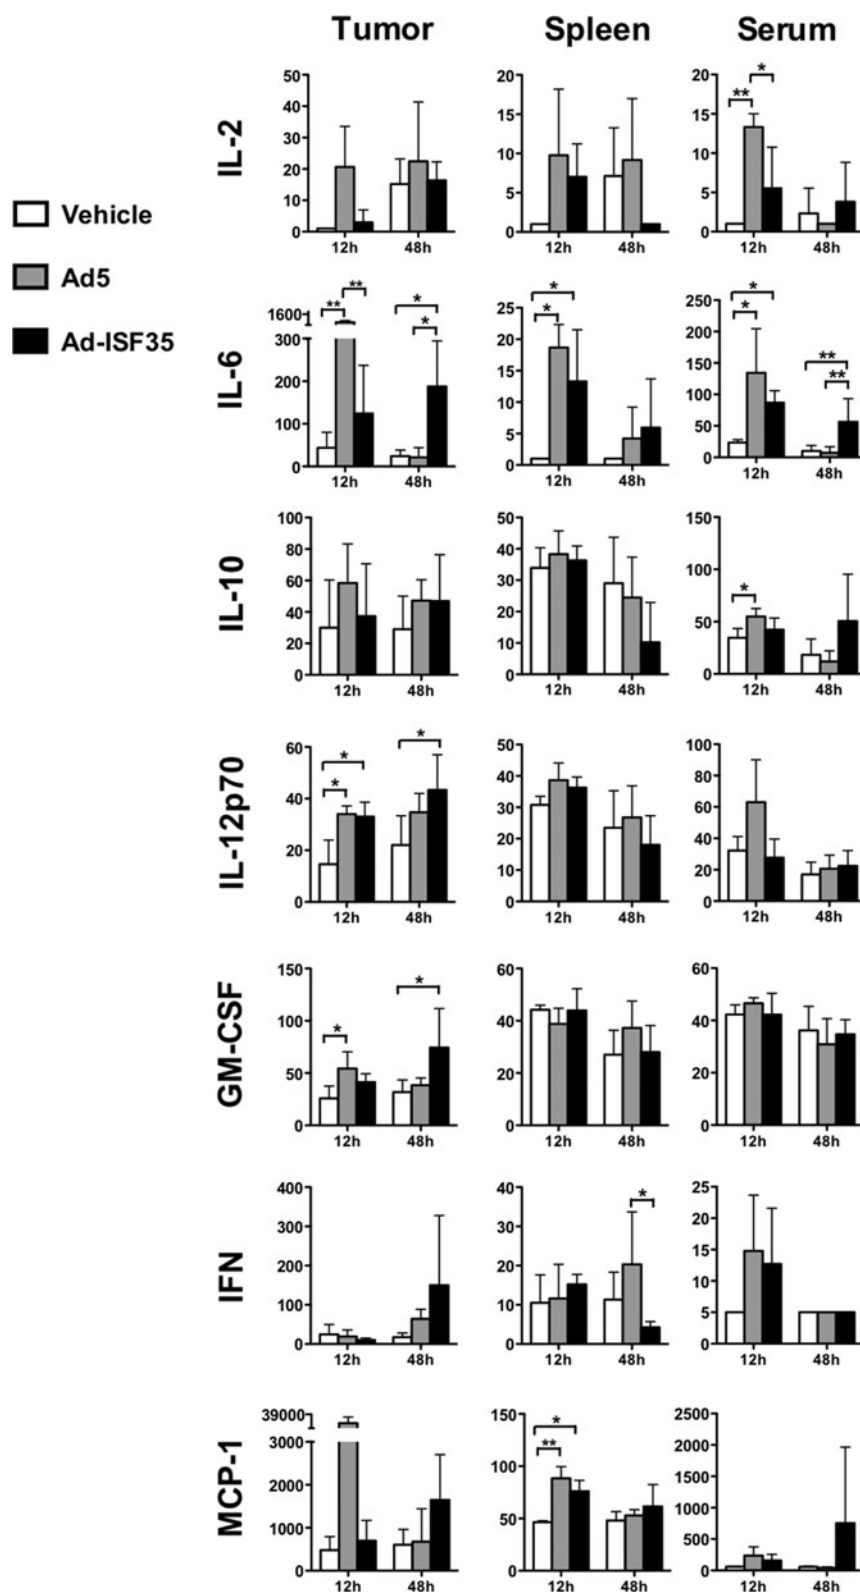 Tumor Spleen Serum
Vehicle
Ad5
Ad-ISF35
IL-2
50 40 30 20 10 0
12h 48h
20 15 10 5 0
12h 48h
20 15 10 5 0
** *
12h 48h
IL-6
1600 300 200 100 0
** ** * *
12h 48h
25 20 15 10 5 0
* *
12h 48h
250 200 150 100 50 0
* * ** **
12h 48h
IL-10
100 80 60 40 20 0
12h 48h
50 40 30 20 10 0
12h 48h
150 100 50 0
*
12h 48h
IL-12p70
60 40 20 0
* * *
12h 48h
50 40 30 20 10 0
12h 48h
100 80 60 40 20 0
12h 48h
GM-CSF
150 100 50 0
* *
12h 48h
60 40 20 0
12h 48h
60 40 20 0
12h 48h
IFN
400 300 200 100 0
12h 48h
40 30 20 10 0
*
12h 48h
25 20 15 10 5 0
12h 48h
MCP-1
39000 3000 2000 1000 0
12h 48h
150 100 50 0
* **
12h 48h
2500 2000 1500 1000 500 0
12h 48h